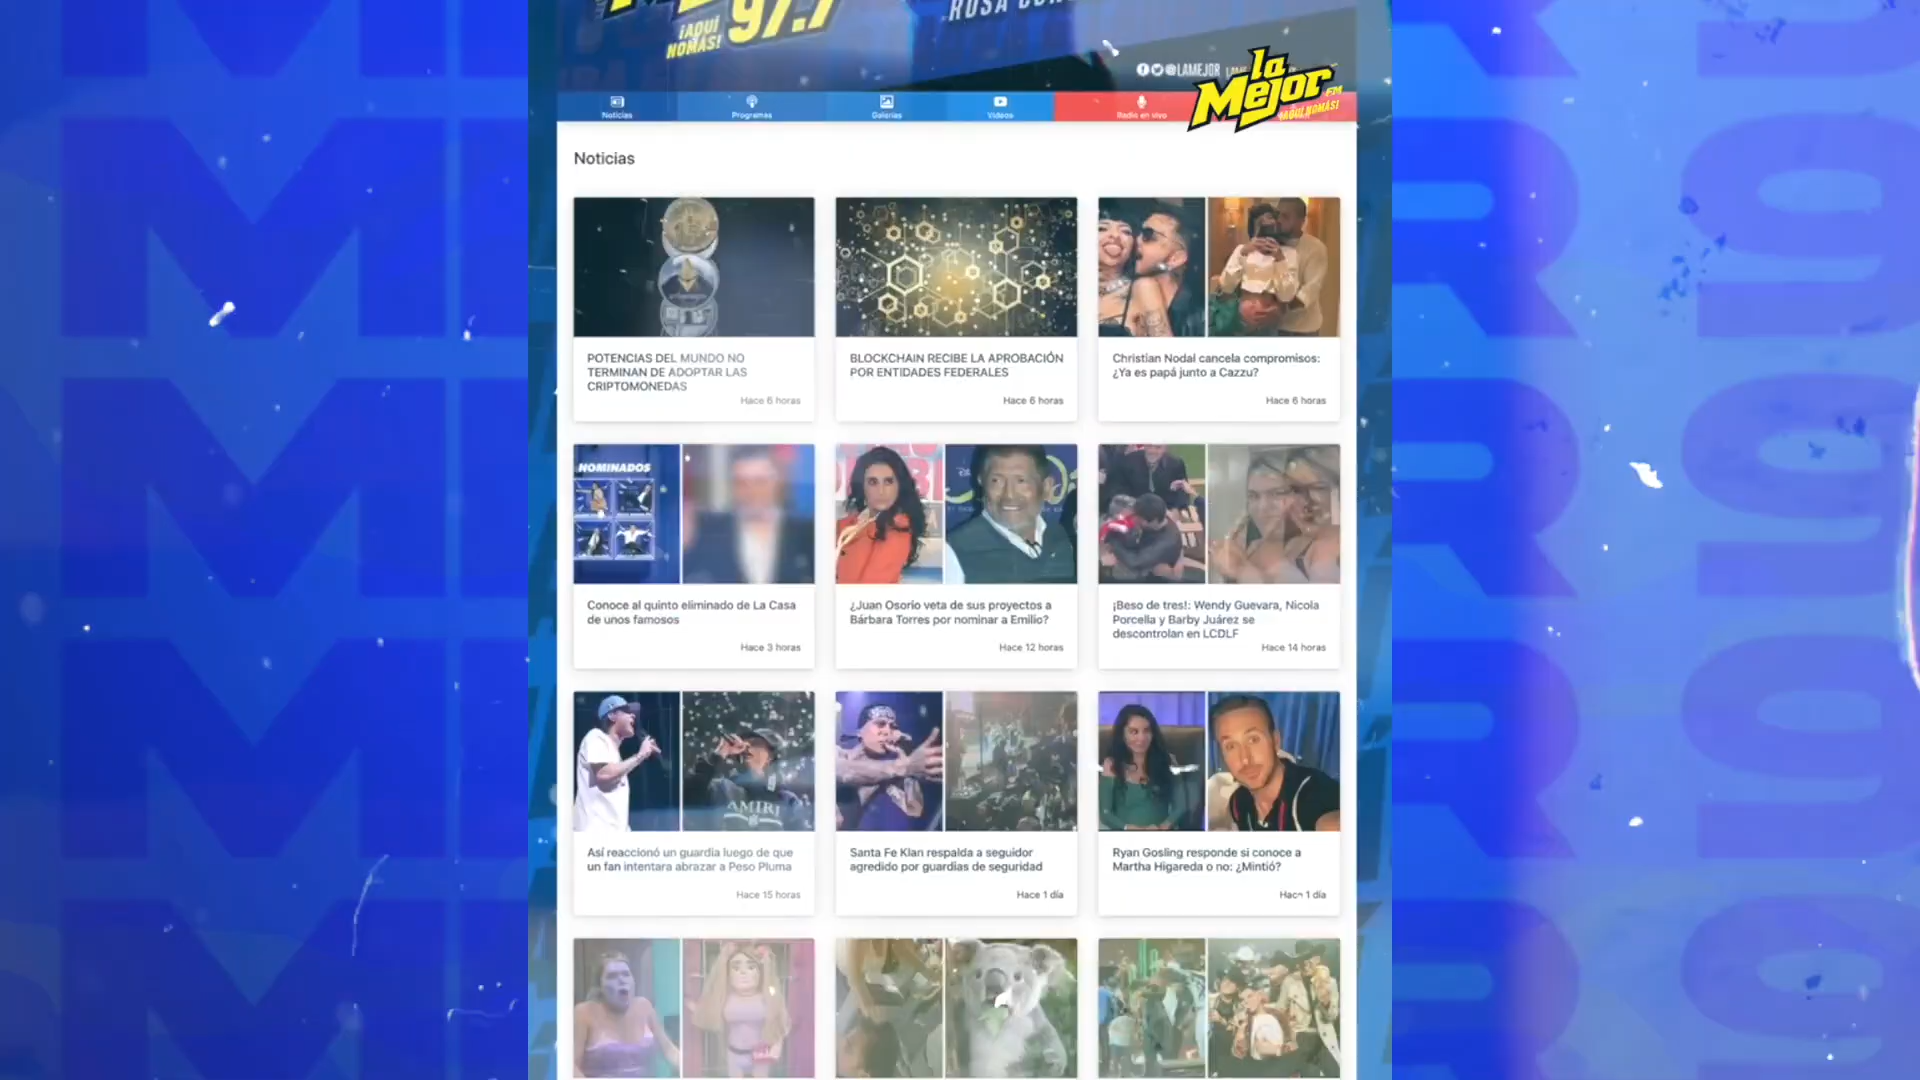 97.7
¡AQUÍ
NOMÁS!
ROSA
@LAMEJOR
la
Mejor FM
¡AQUÍ NOMÁS!
Noticias
Programas
Galerías
Videos
Radio en vivo
Noticias
POTENCIAS DEL MUNDO NO
TERMINAN DE ADOPTAR LAS
CRIPTOMONEDAS
Hace 6 horas
BLOCKCHAIN RECIBE LA APROBACIÓN
POR ENTIDADES FEDERALES
Hace 6 horas
Christian Nodal cancela compromisos:
¿Ya es papá junto a Cazzu?
Hace 6 horas
NOMINADOS
Conoce al quinto eliminado de La Casa
de unos famosos
Hace 3 horas
¿Juan Osorio veta de sus proyectos a
Bárbara Torres por nominar a Emilio?
Hace 12 horas
¡Beso de tres!: Wendy Guevara, Nicola
Porcella y Barby Juárez se
descontrolan en LCDLF
Hace 14 horas
AMIRI
Así reaccionó un guardia luego de que
un fan intentara abrazar a Peso Pluma
Hace 15 horas
Santa Fe Klan respalda a seguidor
agredido por guardias de seguridad
Hace 1 día
Ryan Gosling responde si conoce a
Martha Higareda o no: ¿Mintió?
Hace 1 día